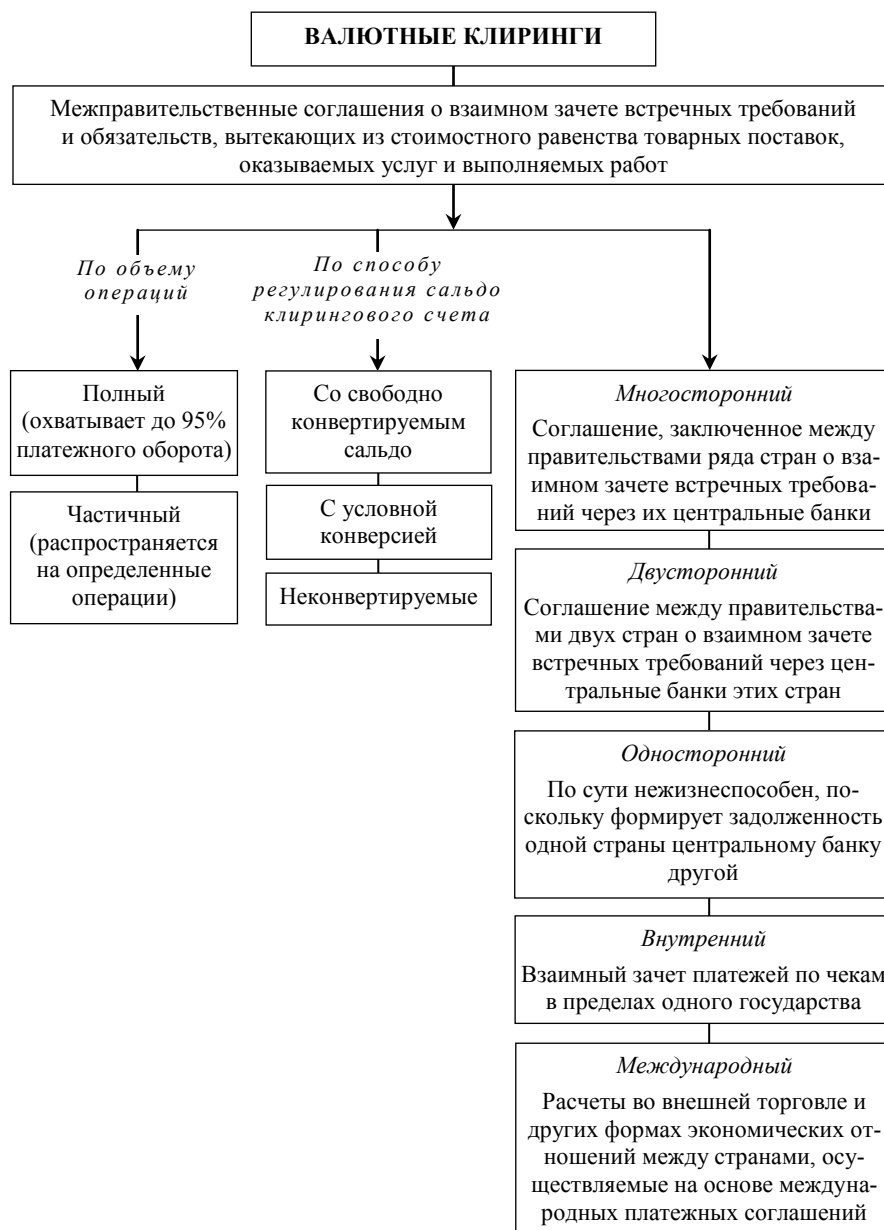 ВАЛЮТНЫЕ КЛИРИНГИ
Межправительственные соглашения о взаимном зачете встречных требований
и обязательств, вытекающих из стоимостного равенства товарных поставок,
оказываемых услуг и выполняемых работ
По объему
операций
По способу
регулирования сальдо
клирингового счета
Полный
(охватывает до 95%
платежного оборота)
Частичный
(распространяется
на определенные
операции)
Со свободно
конвертируемым
сальдо
С условной
конверсией
Неконвертируемые
Многосторонний
Соглашение, заключенное между
правительствами ряда стран о вза-
имном зачете встречных требова-
ний через их центральные банки
Двусторонний
Соглашение между правительства-
ми двух стран о взаимном зачете
встречных требований через цен-
тральные банки этих стран
Односторонний
По сути нежизнеспособен, по-
скольку формирует задолженность
одной страны центральному банку
другой
Внутренний
Взаимный зачет платежей по чекам
в пределах одного государства
Международный
Расчеты во внешней торговле и
других формах экономических от-
ношений между странами, осу-
ществляемые на основе междуна-
родных платежных соглашений